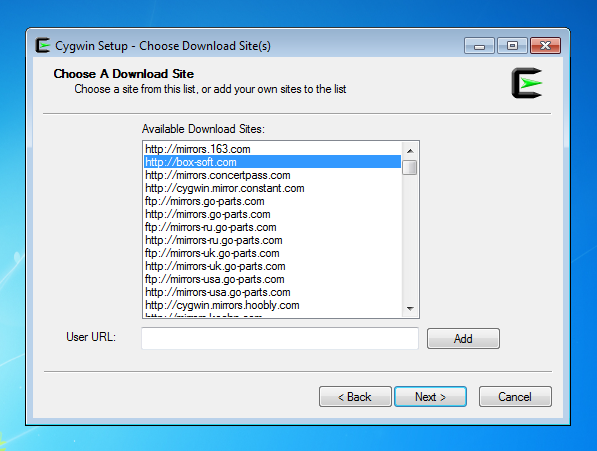 Cygwin Setup - Choose Download Site(s)
Choose A Download Site
Choose a site from this list, or add your own sites to the list
Available Download Sites:
http://mirrors.163.com
http://box-soft.com
http://mirrors.concertpass.com
http://cygwin.mirror.constant.com
ftp://mirrors.go-parts.com
http://mirrors.go-parts.com
ftp://mirrors-ru.go-parts.com
http://mirrors-ru.go-parts.com
ftp://mirrors-uk.go-parts.com
http://mirrors-uk.go-parts.com
ftp://mirrors-usa.go-parts.com
http://mirrors-usa.go-parts.com
http://cygwin.mirrors.hoobly.com
User URL:
Add
< Back
Next >
Cancel